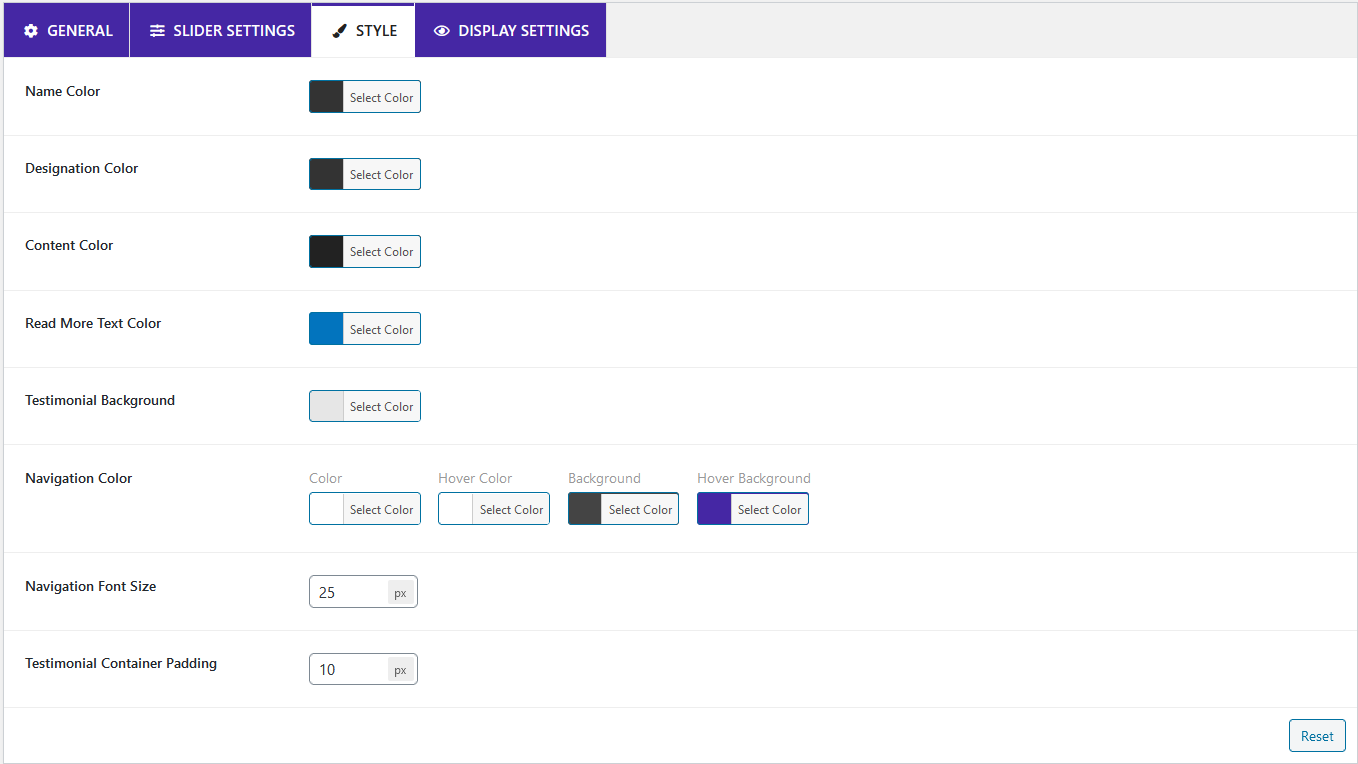 GENERAL SLIDER SETTINGS STYLE DISPLAY SETTINGS
Name Color Select Color
Designation Color Select Color
Content Color Select Color
Read More Text Color Select Color
Testimonial Background Select Color
Navigation Color Color Hover Color Background Hover Background
Select Color Select Color Select Color Select Color
Navigation Font Size 25 px
Testimonial Container Padding 10 px
Reset